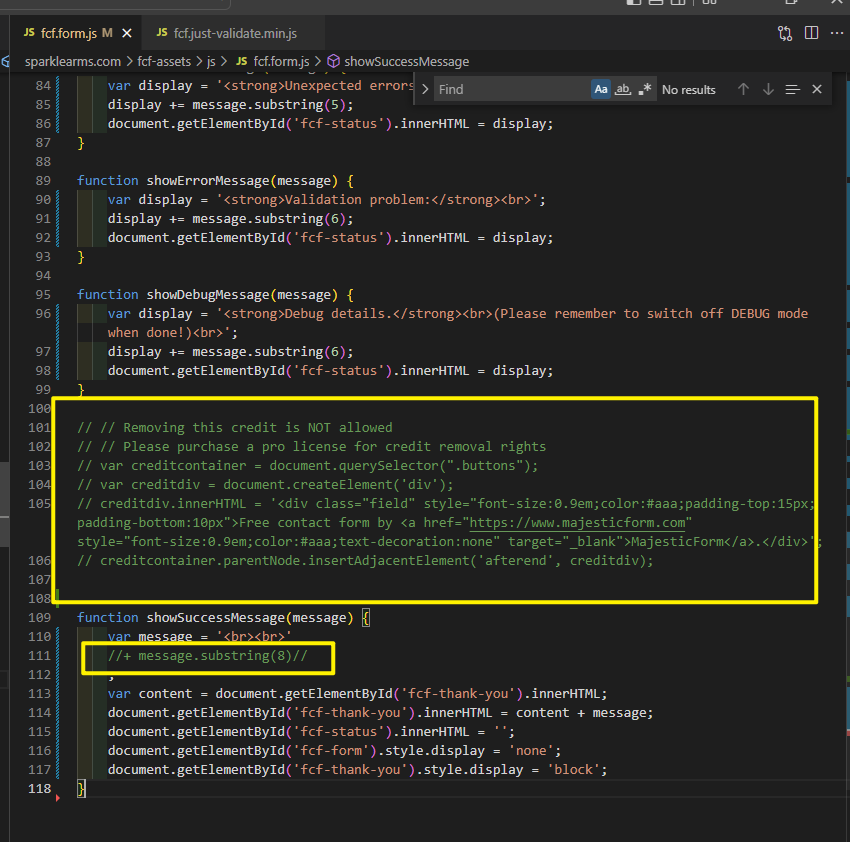 JS fcf.form.js M ✕ JS fcf.just-validate.min.js
sparklearms.com > fcf-assets > js > JS fcf.form.js > showSuccessMessage
Find Aa ab .* No results
84 var display = '<strong>Unexpected errors
85 display += message.substring(5);
86 document.getElementById('fcf-status').innerHTML = display;
87 }
88
89 function showErrorMessage(message) {
90 var display = '<strong>Validation problem:</strong><br>';
91 display += message.substring(6);
92 document.getElementById('fcf-status').innerHTML = display;
93 }
94
95 function showDebugMessage(message) {
96 var display = '<strong>Debug details.</strong><br>(Please remember to switch off DEBUG mode
when done!)<br>';
97 display += message.substring(6);
98 document.getElementById('fcf-status').innerHTML = display;
99 }
100
101 // // Removing this credit is NOT allowed
102 // // Please purchase a pro license for credit removal rights
103 // var creditcontainer = document.querySelector(".buttons");
104 // var creditdiv = document.createElement('div');
105 // creditdiv.innerHTML = '<div class="field" style="font-size:0.9em;color:#aaa;padding-top:15px;
padding-bottom:10px">Free contact form by <a href="https://www.majesticform.com"
style="font-size:0.9em;color:#aaa;text-decoration:none" target="_blank">MajesticForm</a>.</div>';
106 // creditcontainer.parentNode.insertAdjacentElement('afterend', creditdiv);
107
108
109 function showSuccessMessage(message) {
110 var message = '<br><br>'
111 //+ message.substring(8)//
112 ;
113 var content = document.getElementById('fcf-thank-you').innerHTML;
114 document.getElementById('fcf-thank-you').innerHTML = content + message;
115 document.getElementById('fcf-status').innerHTML = '';
116 document.getElementById('fcf-form').style.display = 'none';
117 document.getElementById('fcf-thank-you').style.display = 'block';
118 }